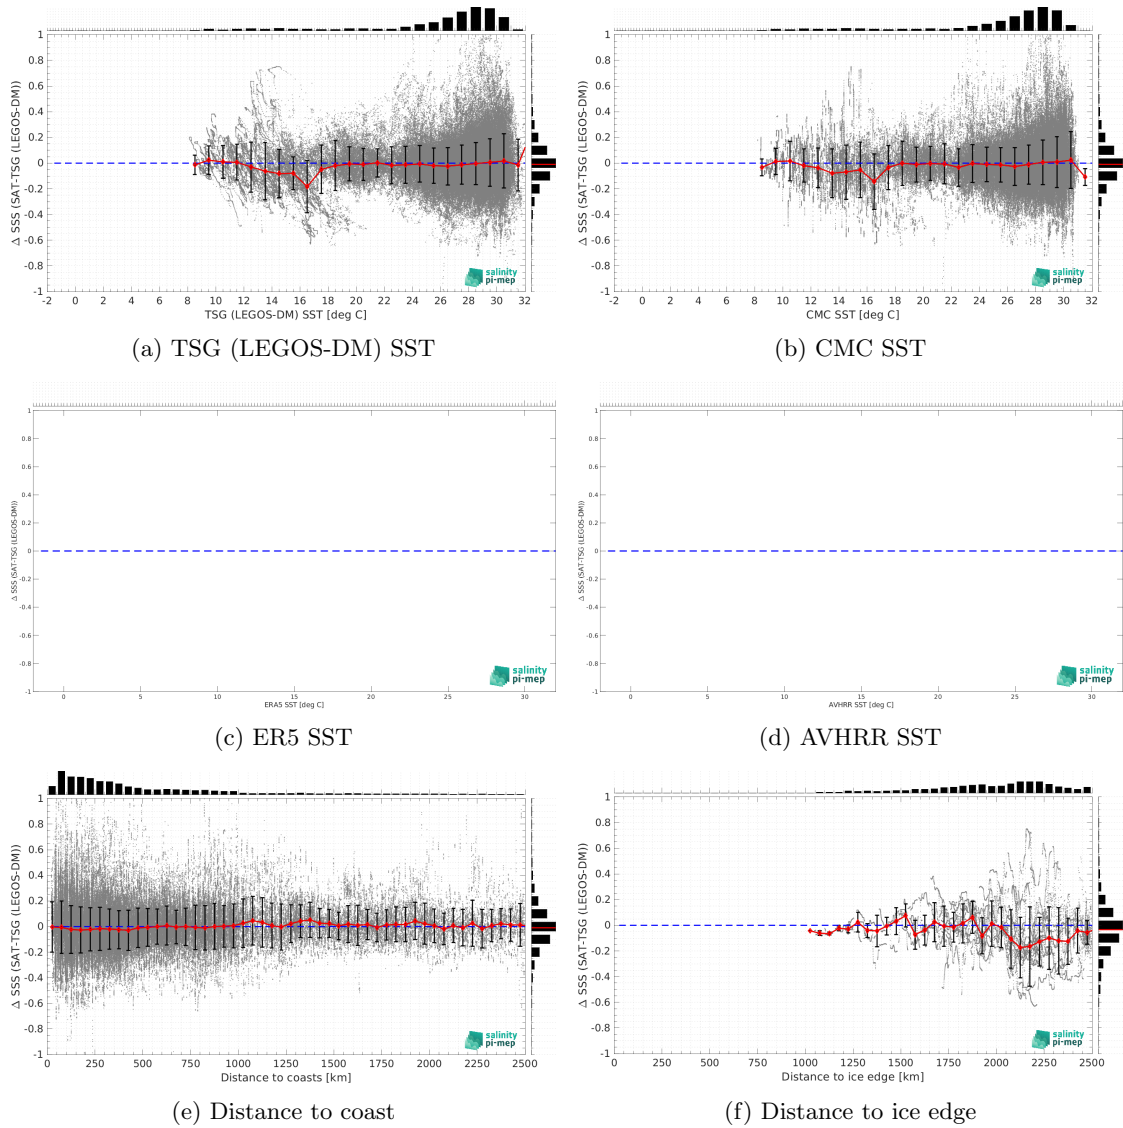 1
0.8
0.6
0.4
0.2
0
-0.2
-0.4
-0.6
-0.8
-1
Δ SSS (SAT-TSG (LEGOS-DM))
salinity
pi-mep
-2 0 2 4 6 8 10 12 14 16 18 20 22 24 26 28 30 32
TSG (LEGOS-DM) SST [deg C]
(a) TSG (LEGOS-DM) SST
1
0.8
0.6
0.4
0.2
0
-0.2
-0.4
-0.6
-0.8
-1
Δ SSS (SAT-TSG (LEGOS-DM))
salinity
pi-mep
-2 0 2 4 6 8 10 12 14 16 18 20 22 24 26 28 30 32
CMC SST [deg C]
(b) CMC SST
1
0.8
0.6
0.4
0.2
0
-0.2
-0.4
-0.6
-0.8
-1
Δ SSS (SAT-TSG (LEGOS-DM))
salinity
pi-mep
0 5 10 15 20 25 30
ERA5 SST [deg C]
(c) ER5 SST
1
0.8
0.6
0.4
0.2
0
-0.2
-0.4
-0.6
-0.8
-1
Δ SSS (SAT-TSG (LEGOS-DM))
salinity
pi-mep
0 5 10 15 20 25 30
AVHRR SST [deg C]
(d) AVHRR SST
1
0.8
0.6
0.4
0.2
0
-0.2
-0.4
-0.6
-0.8
-1
Δ SSS (SAT-TSG (LEGOS-DM))
salinity
pi-mep
0 250 500 750 1000 1250 1500 1750 2000 2250 2500
Distance to coasts [km]
(e) Distance to coast
1
0.8
0.6
0.4
0.2
0
-0.2
-0.4
-0.6
-0.8
-1
Δ SSS (SAT-TSG (LEGOS-DM))
salinity
pi-mep
0 250 500 750 1000 1250 1500 1750 2000 2250 2500
Distance to ice edge [km]
(f) Distance to ice edge